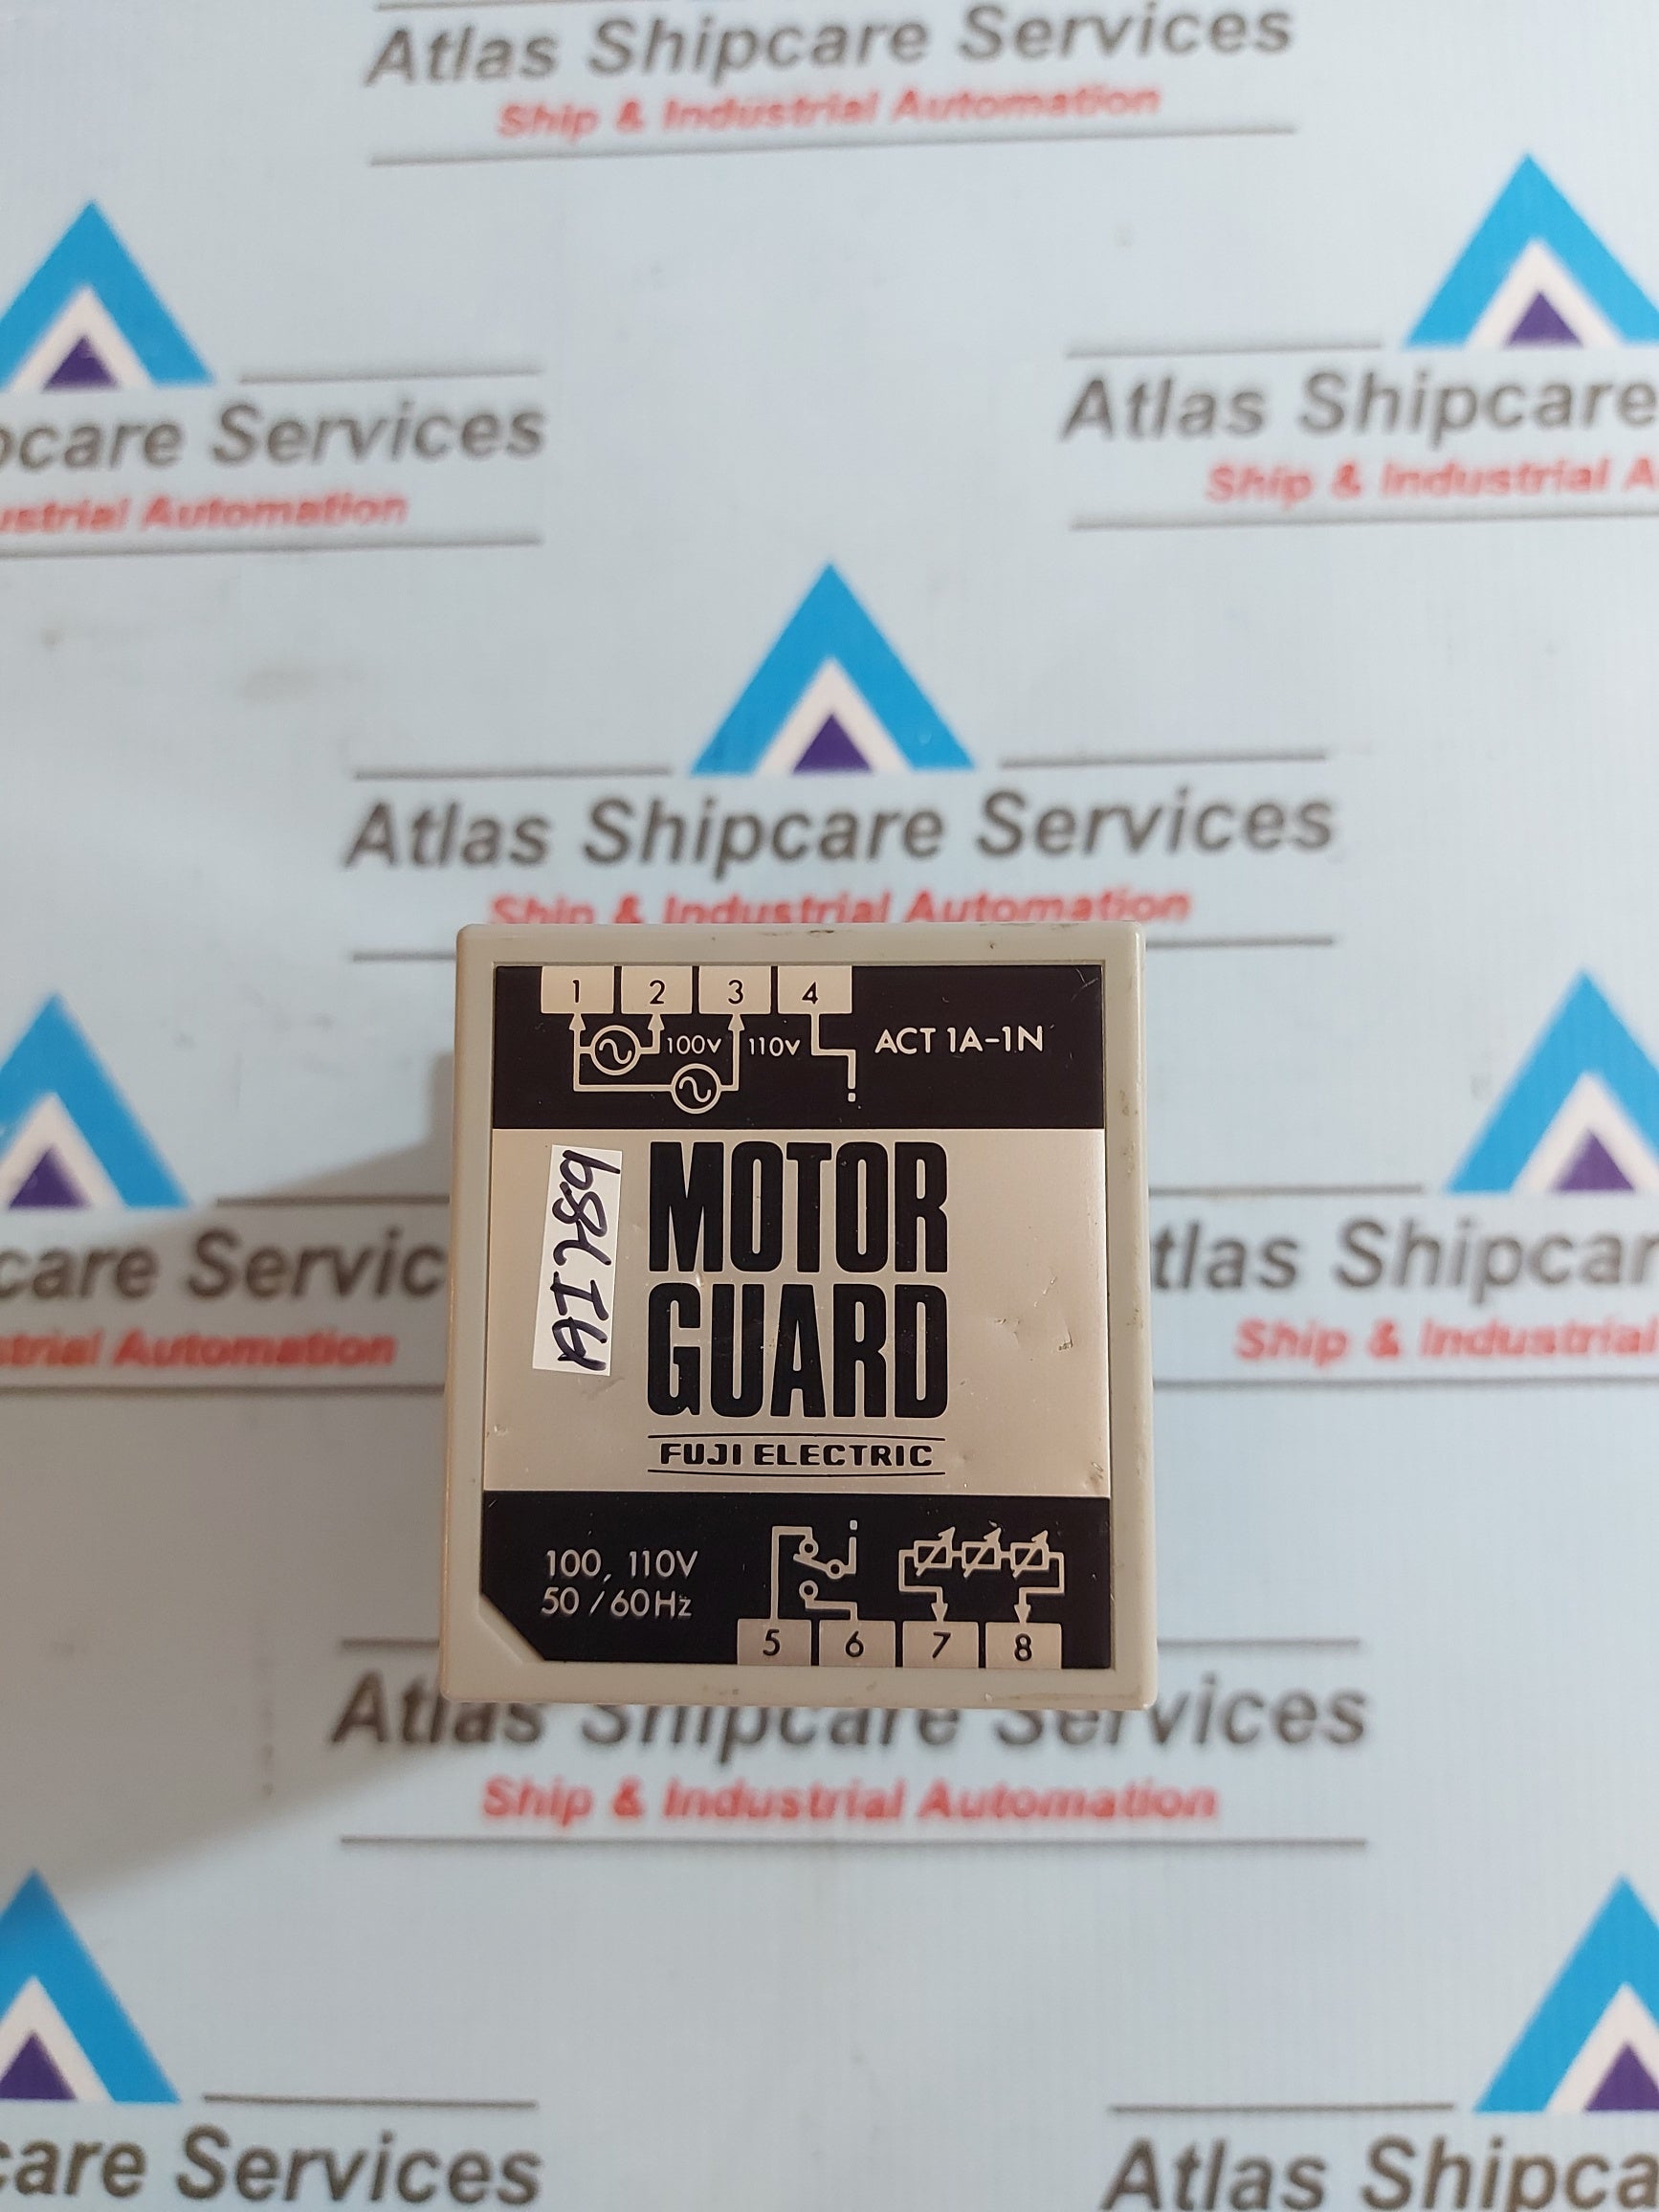 Atlas Shipcare Services
Ship & Industrial Automation
pcare Services
ustrial Automation
Atlas Shipcare
Ship & Industrial A
Atlas Shipcare Services
Ship & Industrial Automation
1 2 3 4
100V 110V
ACT 1A-1N
MOTOR
GUARD
FUJI ELECTRIC
100, 110V
50/60Hz
5 6 7 8
care Servic
strial Automation
tlas Shipcar
Ship & Industrial
Atlas Shipcare Services
Ship & Industrial Automation
care Services
Atlas Shipca